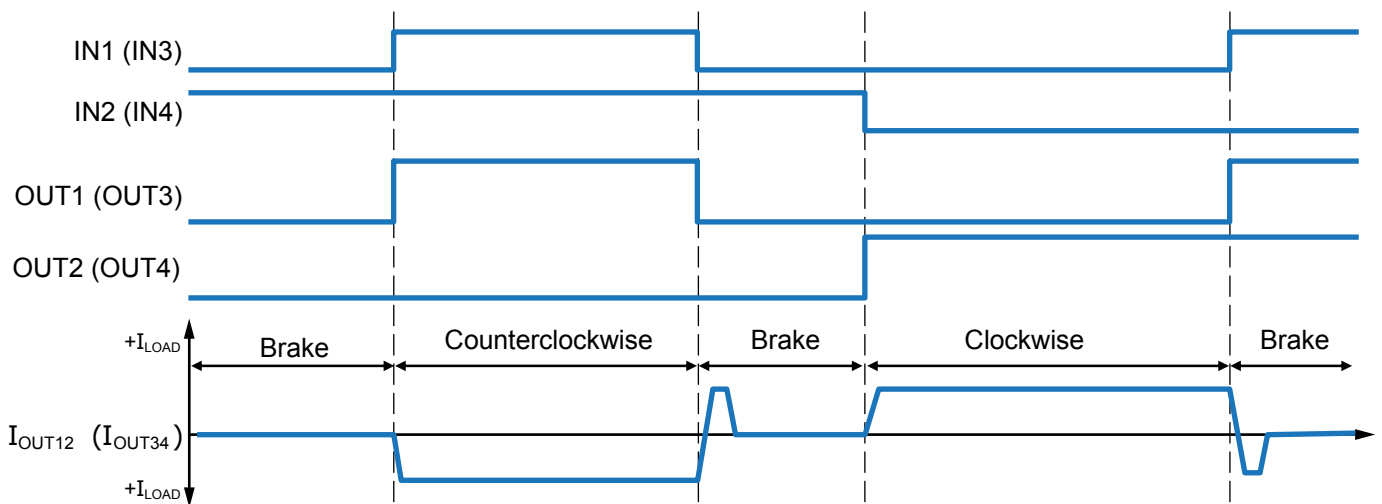 IN1 (IN3)
IN2 (IN4)
OUT1 (OUT3)
OUT2 (OUT4)
+ILOAD
Brake Counterclockwise Brake Clockwise Brake
IOUT12 (IOUT34)
+ILOAD